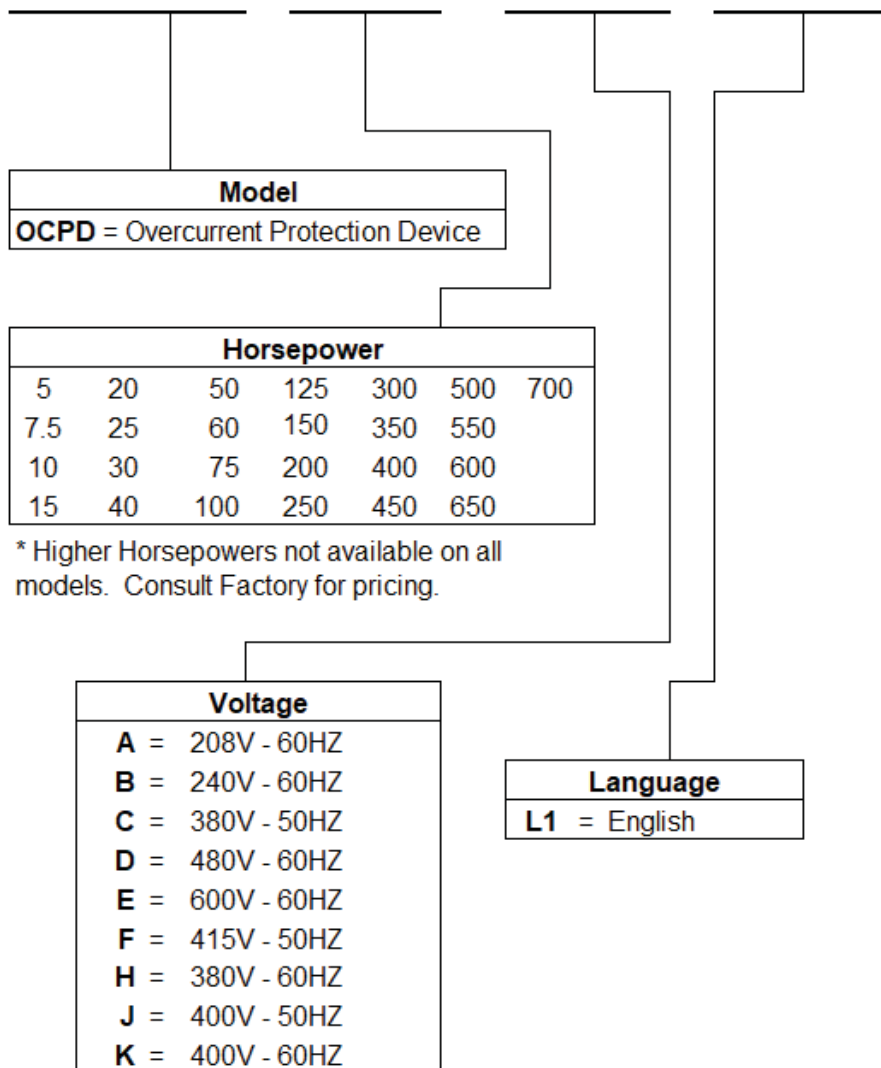 Model
OCPD = Overcurrent Protection Device
Horsepower
5 20 50 125 300 500 700
7.5 25 60 150 350 550
10 30 75 200 400 600
15 40 100 250 450 650
* Higher Horsepowers not available on all
models. Consult Factory for pricing.
Voltage
A = 208V - 60HZ
B = 240V - 60HZ
C = 380V - 50HZ
D = 480V - 60HZ
E = 600V - 60HZ
F = 415V - 50HZ
H = 380V - 60HZ
J = 400V - 50HZ
K = 400V - 60HZ
Language
L1 = English